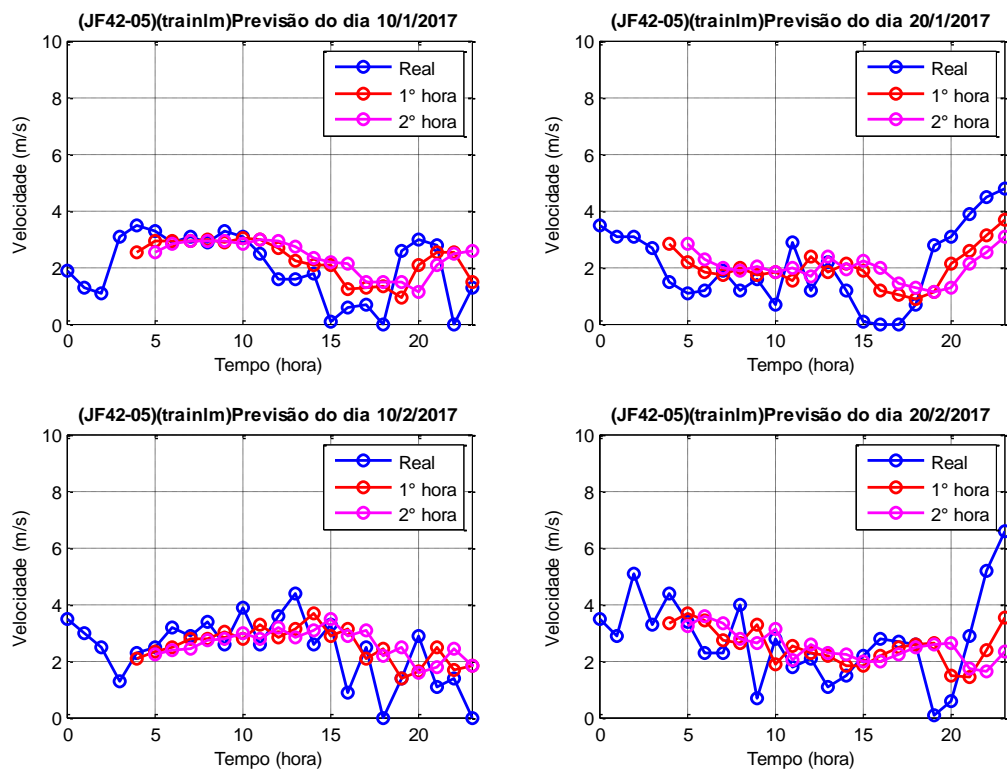 (JF42-05)(trainlm)Previsão do dia 10/1/2017
10
8
6
4
2
0
0 5 10 15 20
Velocidade (m/s)
Tempo (hora)
Real
1° hora
2° hora
(JF42-05)(trainlm)Previsão do dia 20/1/2017
10
8
6
4
2
0
0 5 10 15 20
Velocidade (m/s)
Tempo (hora)
Real
1° hora
2° hora
(JF42-05)(trainlm)Previsão do dia 10/2/2017
10
8
6
4
2
0
0 5 10 15 20
Velocidade (m/s)
Tempo (hora)
Real
1° hora
2° hora
(JF42-05)(trainlm)Previsão do dia 20/2/2017
10
8
6
4
2
0
0 5 10 15 20
Velocidade (m/s)
Tempo (hora)
Real
1° hora
2° hora